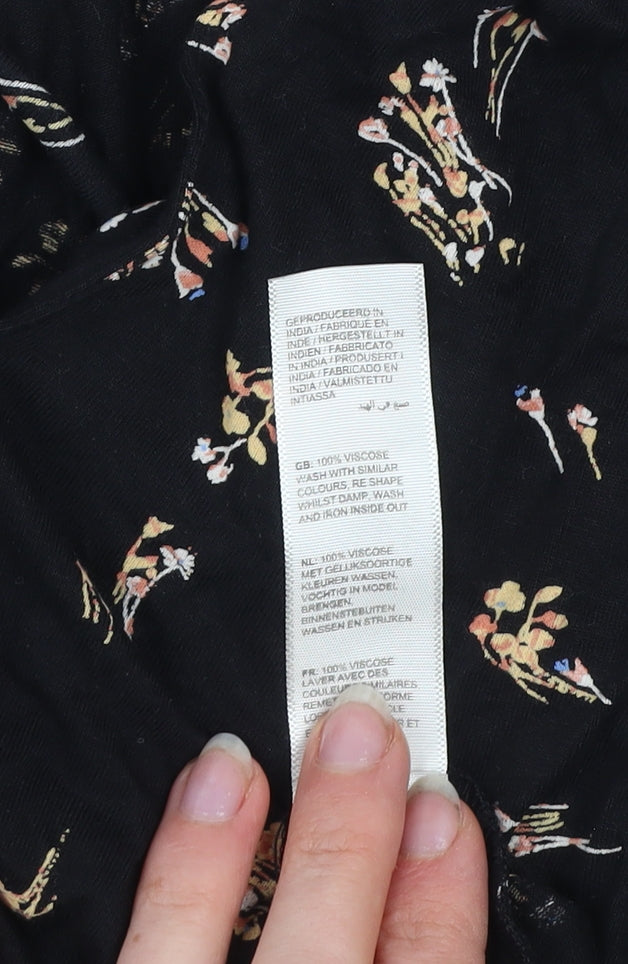 GEPRODUCEERD IN
INDIA / FABRIQUE EN
INDE / HERGESTELLT IN
INDIEN / FABBRICATO
IN INDIA / PRODUSERT I
INDIA / FABRICADO EN
INDIA / VALMISTETTU
INTIASSA
صنع في الهند
GB: 100% VISCOSE
WASH WITH SIMILAR
COLOURS, RE SHAPE
WHILST DAMP, WASH
AND IRON INSIDE OUT
NL: 100% VISCOSE
MET GELIJKSOORTIGE
KLEUREN WASSEN,
VOCHTIG IN MODEL
BRENGEN.
BINNENSTEBUITEN
WASSEN EN STRIJKEN
FR: 100% VISCOSE
LAVER AVEC DES
ET